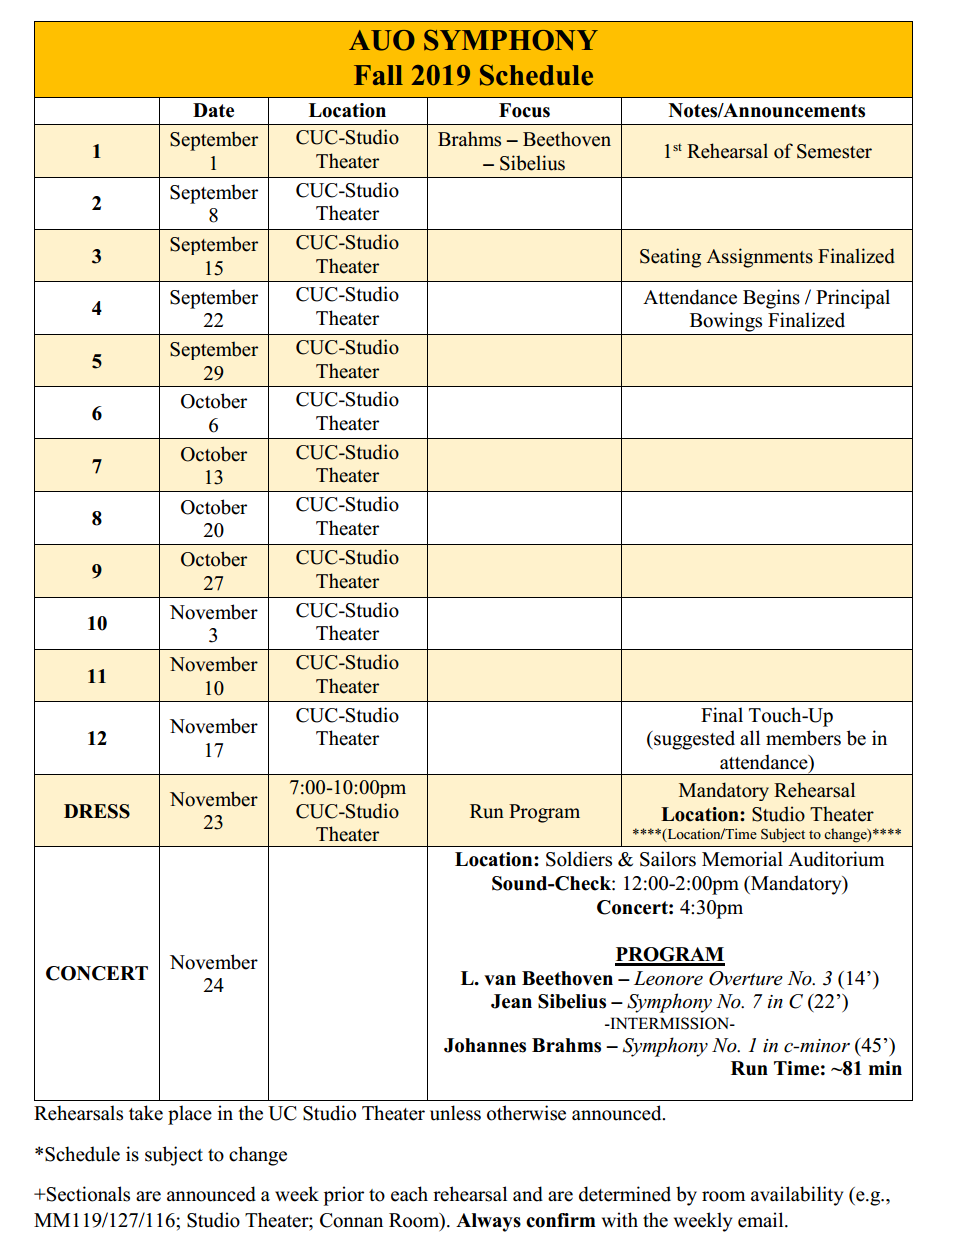 AUO SYMPHONY
Fall 2019 Schedule
Date Location Focus Notes/Announcements
1 September 1 CUC-Studio Theater Brahms – Beethoven – Sibelius 1st Rehearsal of Semester
2 September 8 CUC-Studio Theater
3 September 15 CUC-Studio Theater Seating Assignments Finalized
4 September 22 CUC-Studio Theater Attendance Begins / Principal Bowings Finalized
5 September 29 CUC-Studio Theater
6 October 6 CUC-Studio Theater
7 October 13 CUC-Studio Theater
8 October 20 CUC-Studio Theater
9 October 27 CUC-Studio Theater
10 November 3 CUC-Studio Theater
11 November 10 CUC-Studio Theater
12 November 17 CUC-Studio Theater Final Touch-Up (suggested all members be in attendance)
DRESS November 23 7:00-10:00pm CUC-Studio Theater Run Program Mandatory Rehearsal Location: Studio Theater ****(Location/Time Subject to change)****
CONCERT November 24
Location: Soldiers & Sailors Memorial Auditorium
Sound-Check: 12:00-2:00pm (Mandatory)
Concert: 4:30pm
PROGRAM
L. van Beethoven – Leonore Overture No. 3 (14’)
Jean Sibelius – Symphony No. 7 in C (22’)
-INTERMISSION-
Johannes Brahms – Symphony No. 1 in c-minor (45’)
Run Time: ~81 min
Rehearsals take place in the UC Studio Theater unless otherwise announced.
*Schedule is subject to change
+Sectionals are announced a week prior to each rehearsal and are determined by room availability (e.g.,
MM119/127/116; Studio Theater; Connan Room). Always confirm with the weekly email.